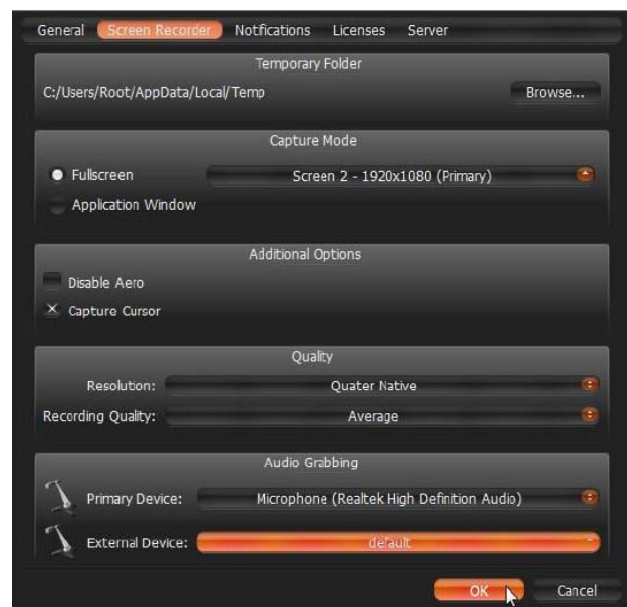 General Screen Recorder Notifications Licenses Server
Temporary Folder
C:/Users/Root/AppData/Local/Temp Browse...
Capture Mode
Fullscreen Screen 2 - 1920x1080 (Primary)
Application Window
Additional Options
Disable Aero
Capture Cursor
Quality
Resolution: Quater Native
Recording Quality: Average
Audio Grabbing
Primary Device: Microphone (Realtek High Definition Audio)
External Device: default
OK Cancel